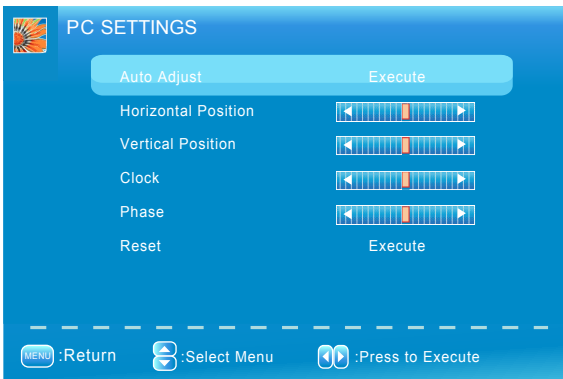 PC SETTINGS
Auto Adjust Execute
Horizontal Position
Vertical Position
Clock
Phase
Reset Execute
MENU :Return :Select Menu :Press to Execute